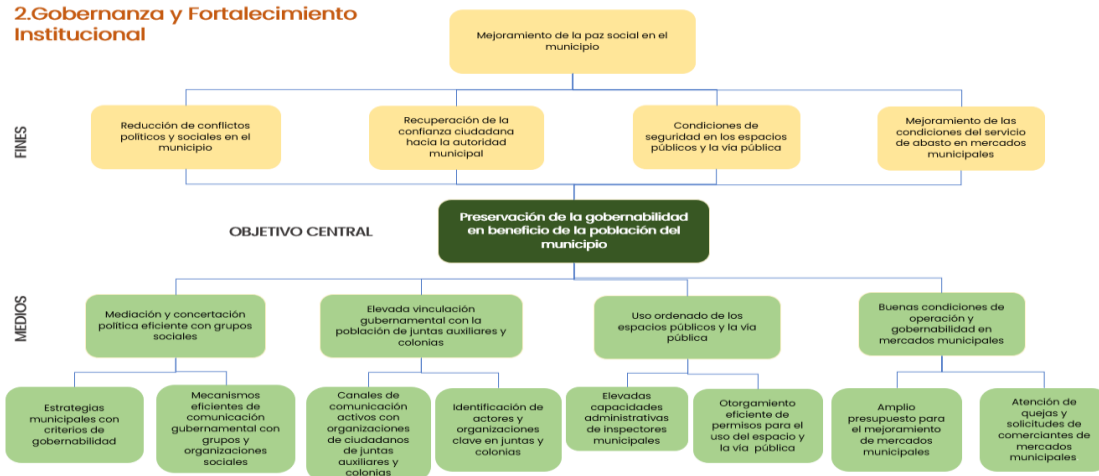 2.Gobernanza y Fortalecimiento
Institucional
Mejoramiento de la paz social en el
municipio
FINES
Reducción de conflictos
políticos y sociales en el
municipio
Recuperación de la
confianza ciudadana
hacia la autoridad
municipal
Condiciones de
seguridad en los espacios
públicos y la vía pública
Mejoramiento de las
condiciones del servicio
de abasto en mercados
municipales
OBJETIVO CENTRAL
Preservación de la gobernabilidad
en beneficio de la población del
municipio
MEDIOS
Mediación y concertación
política eficiente con grupos
sociales
Elevada vinculación
gubernamental con la
población de juntas auxiliares y
colonias
Uso ordenado de los
espacios públicos y la vía
pública
Buenas condiciones de
operación y
gobernabilidad en
mercados municipales
Estrategias
municipales con
criterios de
gobernabilidad
Mecanismos
eficientes de
comunicación
gubernamental con
grupos y
organizaciones
sociales
Canales de
comunicación
activos con
organizaciones de
ciudadanos
de juntas
auxiliares y
colonias
Identificación de
actores y
organizaciones
clave en juntas y
colonias
Elevadas
capacidades
administrativas
de inspectores
municipales
Otorgamiento
eficiente de
permisos para el
uso del espacio y
la vía  pública
Amplio
presupuesto para
el mejoramiento
de mercados
municipales
Atención de
quejas y
solicitudes de
comerciantes de
mercados
municipales